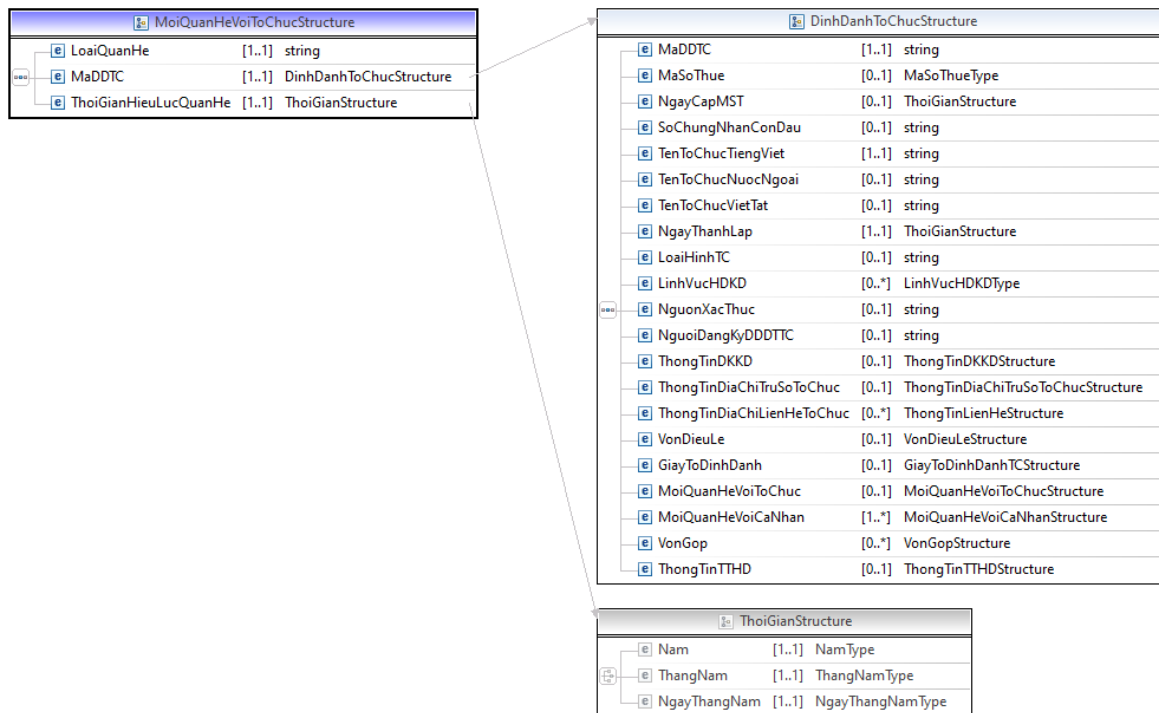 MoiQuanHeVoiToChucStructure
LoaiQuanHe [1..1] string
MaDDTC [1..1] DinhDanhToChucStructure
ThoiGianHieuLucQuanHe [1..1] ThoiGianStructure
DinhDanhToChucStructure
MaDDTC [1..1] string
MaSoThue [0..1] MaSoThueType
NgayCapMST [0..1] ThoiGianStructure
SoChungNhanConDau [0..1] string
TenToChucTiengViet [1..1] string
TenToChucNuocNgoai [0..1] string
TenToChucVietTat [0..1] string
NgayThanhLap [1..1] ThoiGianStructure
LoaiHinhTC [0..1] string
LinhVucHDKD [0..*] LinhVucHDKDType
NguonXacThuc [0..1] string
NguoiDangKyDDDTTC [0..1] string
ThongTinDKKD [0..1] ThongTinDKKDStructure
ThongTinDiaChiTruSoToChuc [0..1] ThongTinDiaChiTruSoToChucStructure
ThongTinDiaChiLienHeToChuc [0..*] ThongTinLienHeStructure
VonDieuLe [0..1] VonDieuLeStructure
GiayToDinhDanh [0..1] GiayToDinhDanhTCStructure
MoiQuanHeVoiToChuc [0..1] MoiQuanHeVoiToChucStructure
MoiQuanHeVoiCaNhan [1..*] MoiQuanHeVoiCaNhanStructure
VonGop [0..*] VonGopStructure
ThongTinTTHD [0..1] ThongTinTTHDStructure
ThoiGianStructure
Nam [1..1] NamType
ThangNam [1..1] ThangNamType
NgayThangNam [1..1] NgayThangNamType